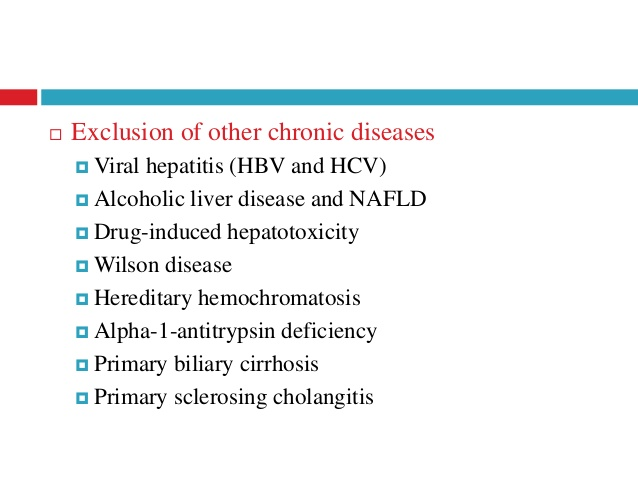 Exclusion of other chronic diseases
Viral hepatitis (HBV and HCV)
Alcoholic liver disease and NAFLD
Drug-induced hepatotoxicity
Wilson disease
Hereditary hemochromatosis
Alpha-1-antitrypsin deficiency
Primary biliary cirrhosis
Primary sclerosing cholangitis